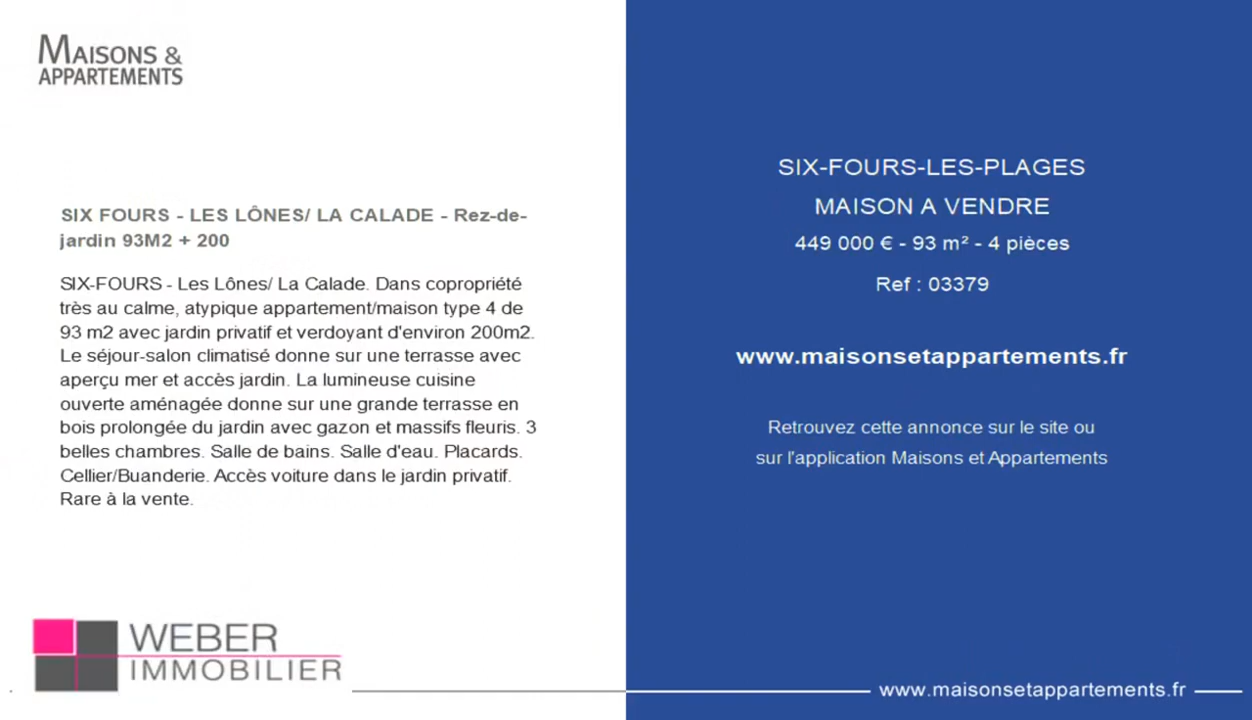 MAISONS &
APPARTEMENTS
SIX FOURS - LES LÔNES/ LA CALADE - Rez-de-
jardin 93M2 + 200
SIX-FOURS - Les Lônes/ La Calade. Dans copropriété
très au calme, atypique appartement/maison type 4 de
93 m2 avec jardin privatif et verdoyant d'environ 200m2.
Le séjour-salon climatisé donne sur une terrasse avec
aperçu mer et accès jardin. La lumineuse cuisine
ouverte aménagée donne sur une grande terrasse en
bois prolongée du jardin avec gazon et massifs fleuris. 3
belles chambres. Salle de bains. Salle d'eau. Placards.
Cellier/Buanderie. Accès voiture dans le jardin privatif.
Rare à la vente.
WEBER
IMMOBILIER
SIX-FOURS-LES-PLAGES
MAISON A VENDRE
449 000 € - 93 m² - 4 pièces
Ref : 03379
www.maisonsetappartements.fr
Retrouvez cette annonce sur le site ou
sur l'application Maisons et Appartements
www.maisonsetappartements.fr